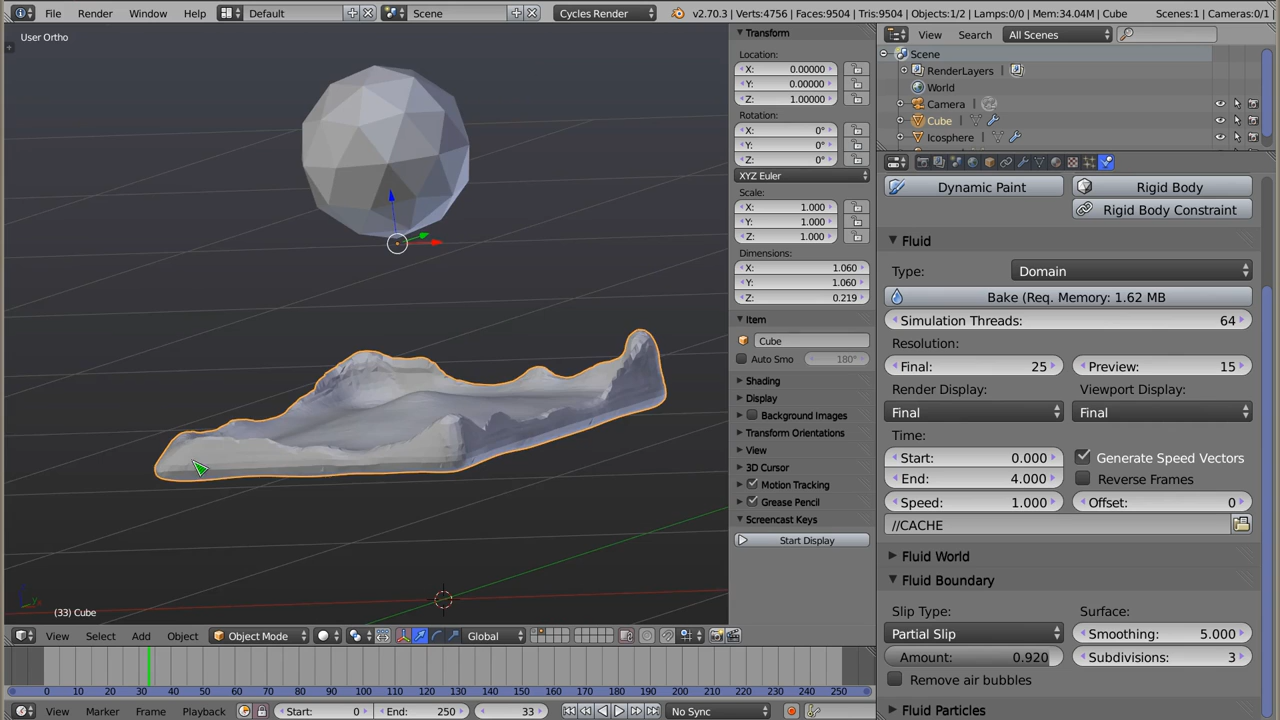 File Render Window Help Default Scene Cycles Render v2.70.3 | Verts:4756 | Faces:9504 | Tris:9504 | Objects:1/2 | Lamps:0/0 | Mem:34.04M | Cube Scenes:1 | Cameras:0/1
User Ortho
Transform
Location:
X: 0.00000
Y: 0.00000
Z: 1.00000
Rotation:
X: 0°
Y: 0°
Z: 0°
XYZ Euler
Scale:
X: 1.000
Y: 1.000
Z: 1.000
Dimensions:
X: 1.060
Y: 1.060
Z: 0.219
Item
Cube
Auto Smo 180°
Shading
Display
Background Images
Transform Orientations
View
3D Cursor
Motion Tracking
Grease Pencil
Screencast Keys
Start Display
View Search All Scenes
Scene
RenderLayers
World
Camera
Cube
Icosphere
Dynamic Paint Rigid Body
Rigid Body Constraint
Fluid
Type: Domain
Bake (Req. Memory: 1.62 MB
Simulation Threads: 64
Resolution:
Final: 25 Preview: 15
Render Display: Viewport Display:
Final Final
Time:
Start: 0.000 Generate Speed Vectors
End: 4.000 Reverse Frames
Speed: 1.000 Offset: 0
//CACHE
Fluid World
Fluid Boundary
Slip Type: Surface:
Partial Slip Smoothing: 5.000
Amount: 0.920 Subdivisions: 3
Remove air bubbles
Fluid Particles
(33) Cube
View Select Add Object Object Mode Global
0 10 20 30 40 50 60 70 80 90 100 110 120 130 140 150 160 170 180 190 200 210 220 230 240 250
View Marker Frame Playback Start: 0 End: 250 33 No Sync